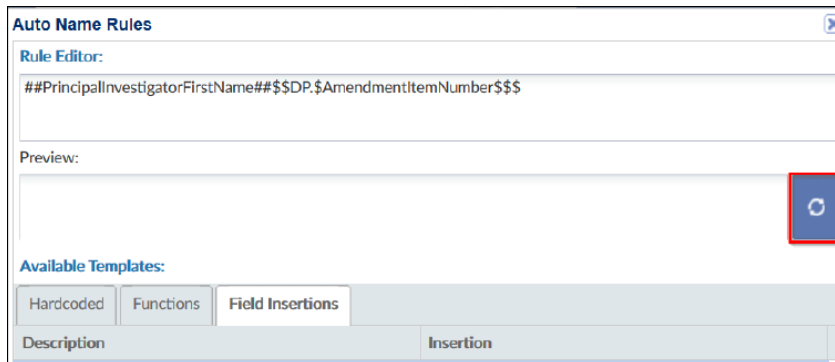 Auto Name Rules
Rule Editor:
##PrincipalInvestigatorFirstName##$$DP.$AmendmentItemNumber$$$
Preview:
Available Templates:
Hardcoded Functions Field Insertions
Description Insertion